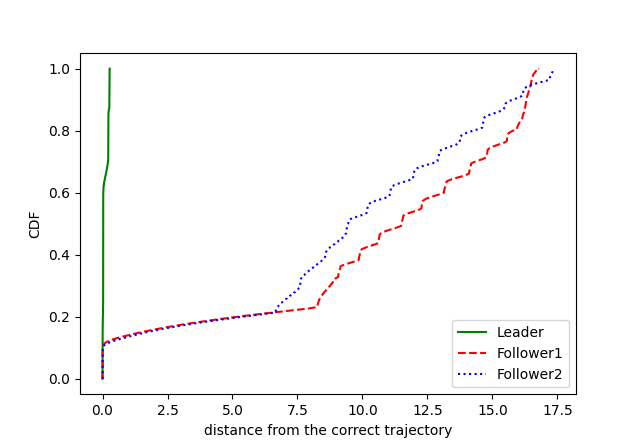 1.0
0.8
0.6
0.4
0.2
0.0
CDF
0.0 2.5 5.0 7.5 10.0 12.5 15.0 17.5
distance from the correct trajectory
Leader
Follower1
Follower2